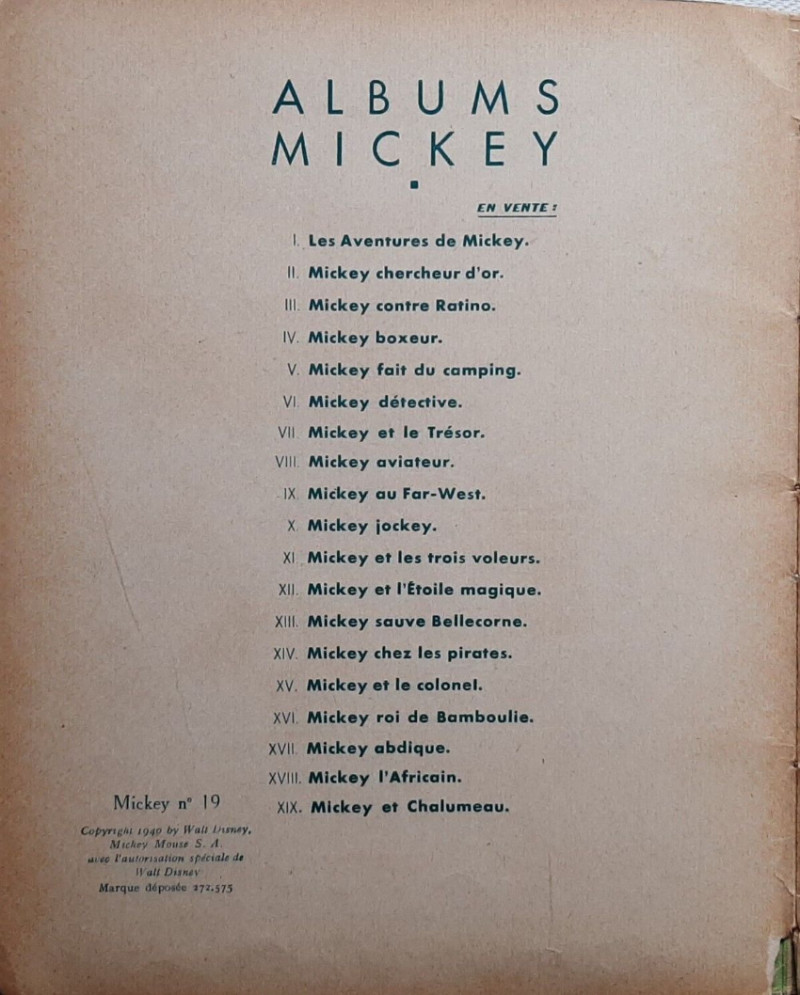 ALBUMS
MICKEY
EN VENTE :
I. Les Aventures de Mickey.
II. Mickey chercheur d'or.
III. Mickey contre Ratino.
IV. Mickey boxeur.
V. Mickey fait du camping.
VI. Mickey détective.
VII. Mickey et le Trésor.
VIII. Mickey aviateur.
IX. Mickey au Far-West.
X. Mickey jockey.
XI. Mickey et les trois voleurs.
XII. Mickey et l'Étoile magique.
XIII. Mickey sauve Bellecorne.
XIV. Mickey chez les pirates.
XV. Mickey et le colonel.
XVI. Mickey roi de Bamboulie.
XVII. Mickey abdique.
XVIII. Mickey l'Africain.
XIX. Mickey et Chalumeau.
Mickey n° 19
Copyright 1940 by Walt Disney,
Mickey Mouse S. A.
avec l'autorisation spéciale de
Walt Disney
Marque déposée 272.575